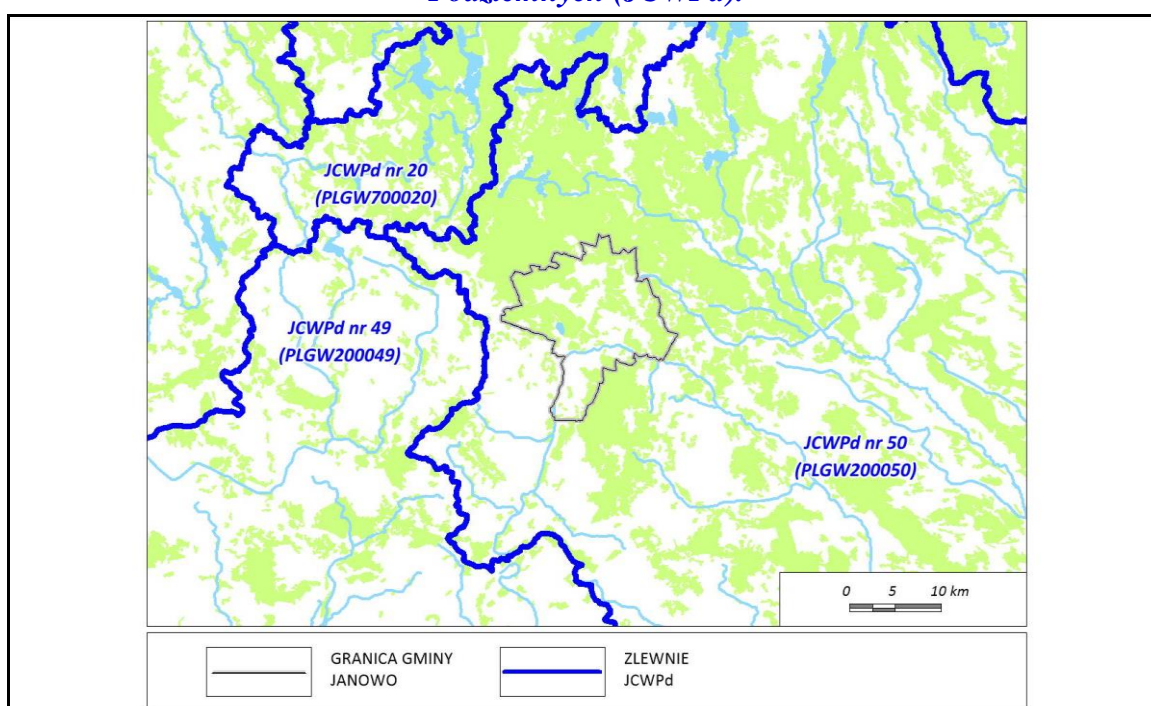 (JCWPd).
JCWPd nr 20
(PLGW700020)
JCWPd nr 49
(PLGW200049)
JCWPd nr 50
(PLGW200050)
0 5 10 km
GRANICA GMINY
JANOWO
ZLEWNIE
JCWPd